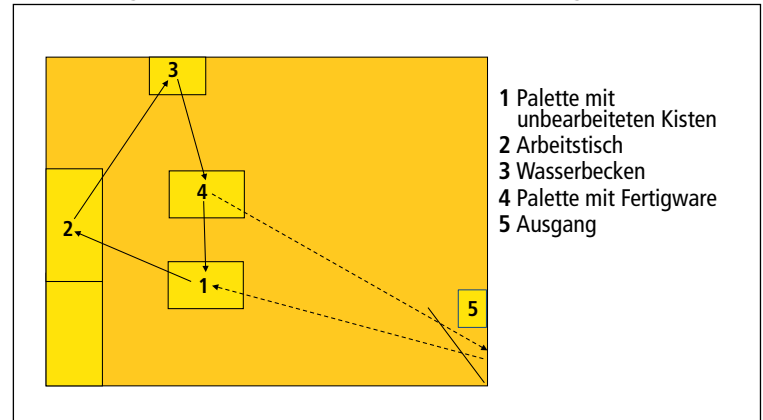 3
4
2
1
5
1 Palette mit
unbearbeiteten Kisten
2 Arbeitstisch
3 Wasserbecken
4 Palette mit Fertigware
5 Ausgang